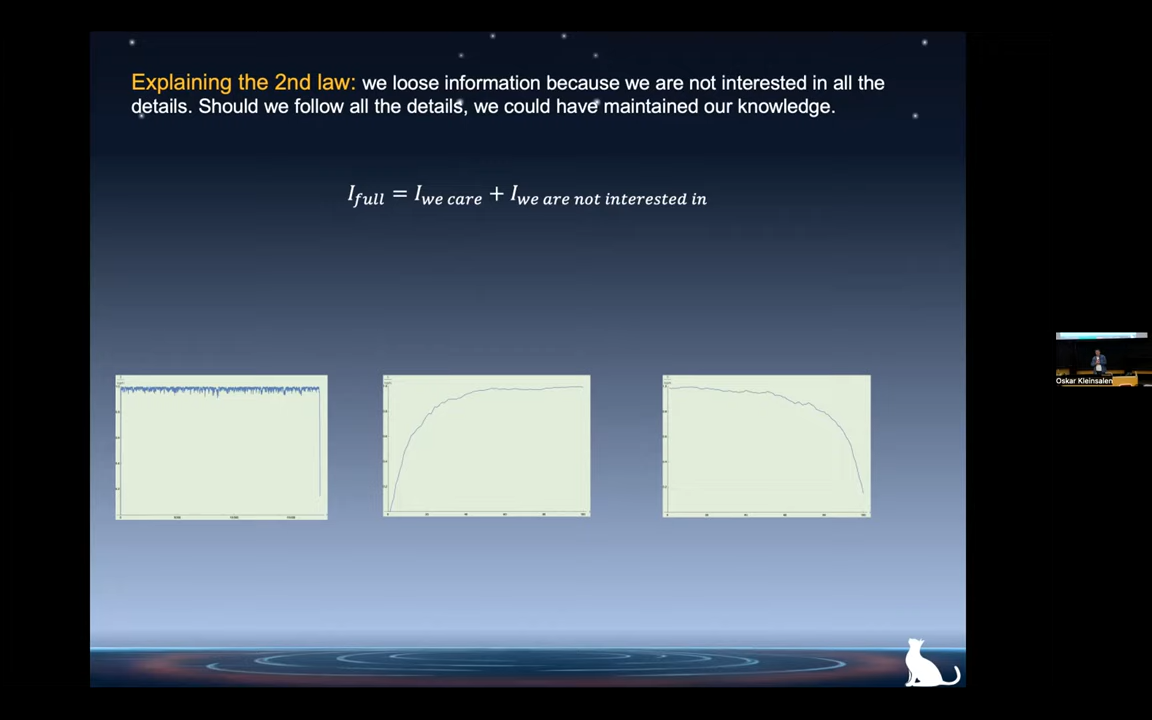 Explaining the 2nd law: we loose information because we are not interested in all the
details. Should we follow all the details, we could have maintained our knowledge.
I_full = I_we care + I_we are not interested in
Oskar Kleinsalen